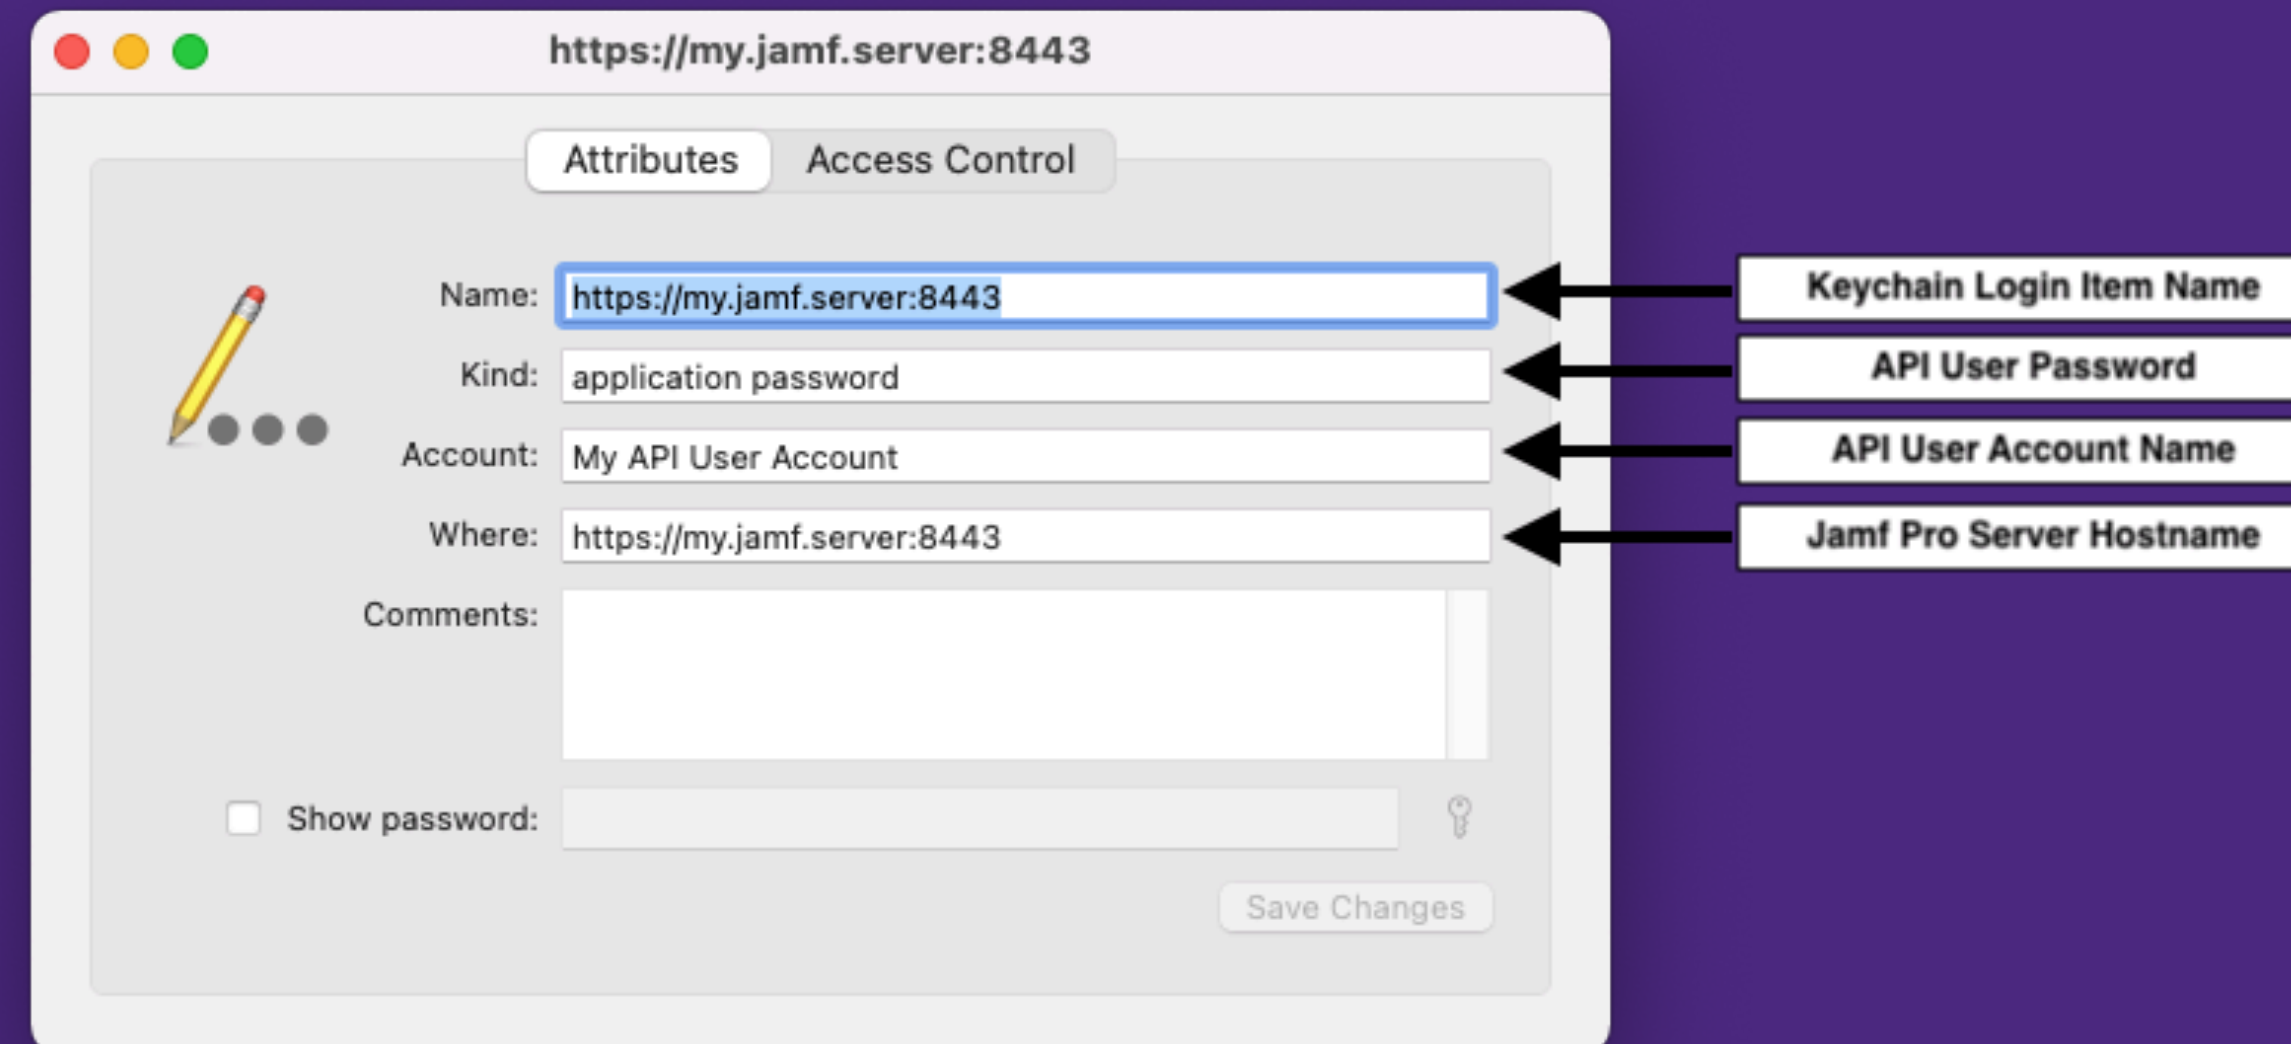 https://my.jamf.server:8443
Attributes Access Control
Name: https://my.jamf.server:8443 Keychain Login Item Name
Kind: application password API User Password
Account: My API User Account API User Account Name
Where: https://my.jamf.server:8443 Jamf Pro Server Hostname
Comments:
Show password:
Save Changes